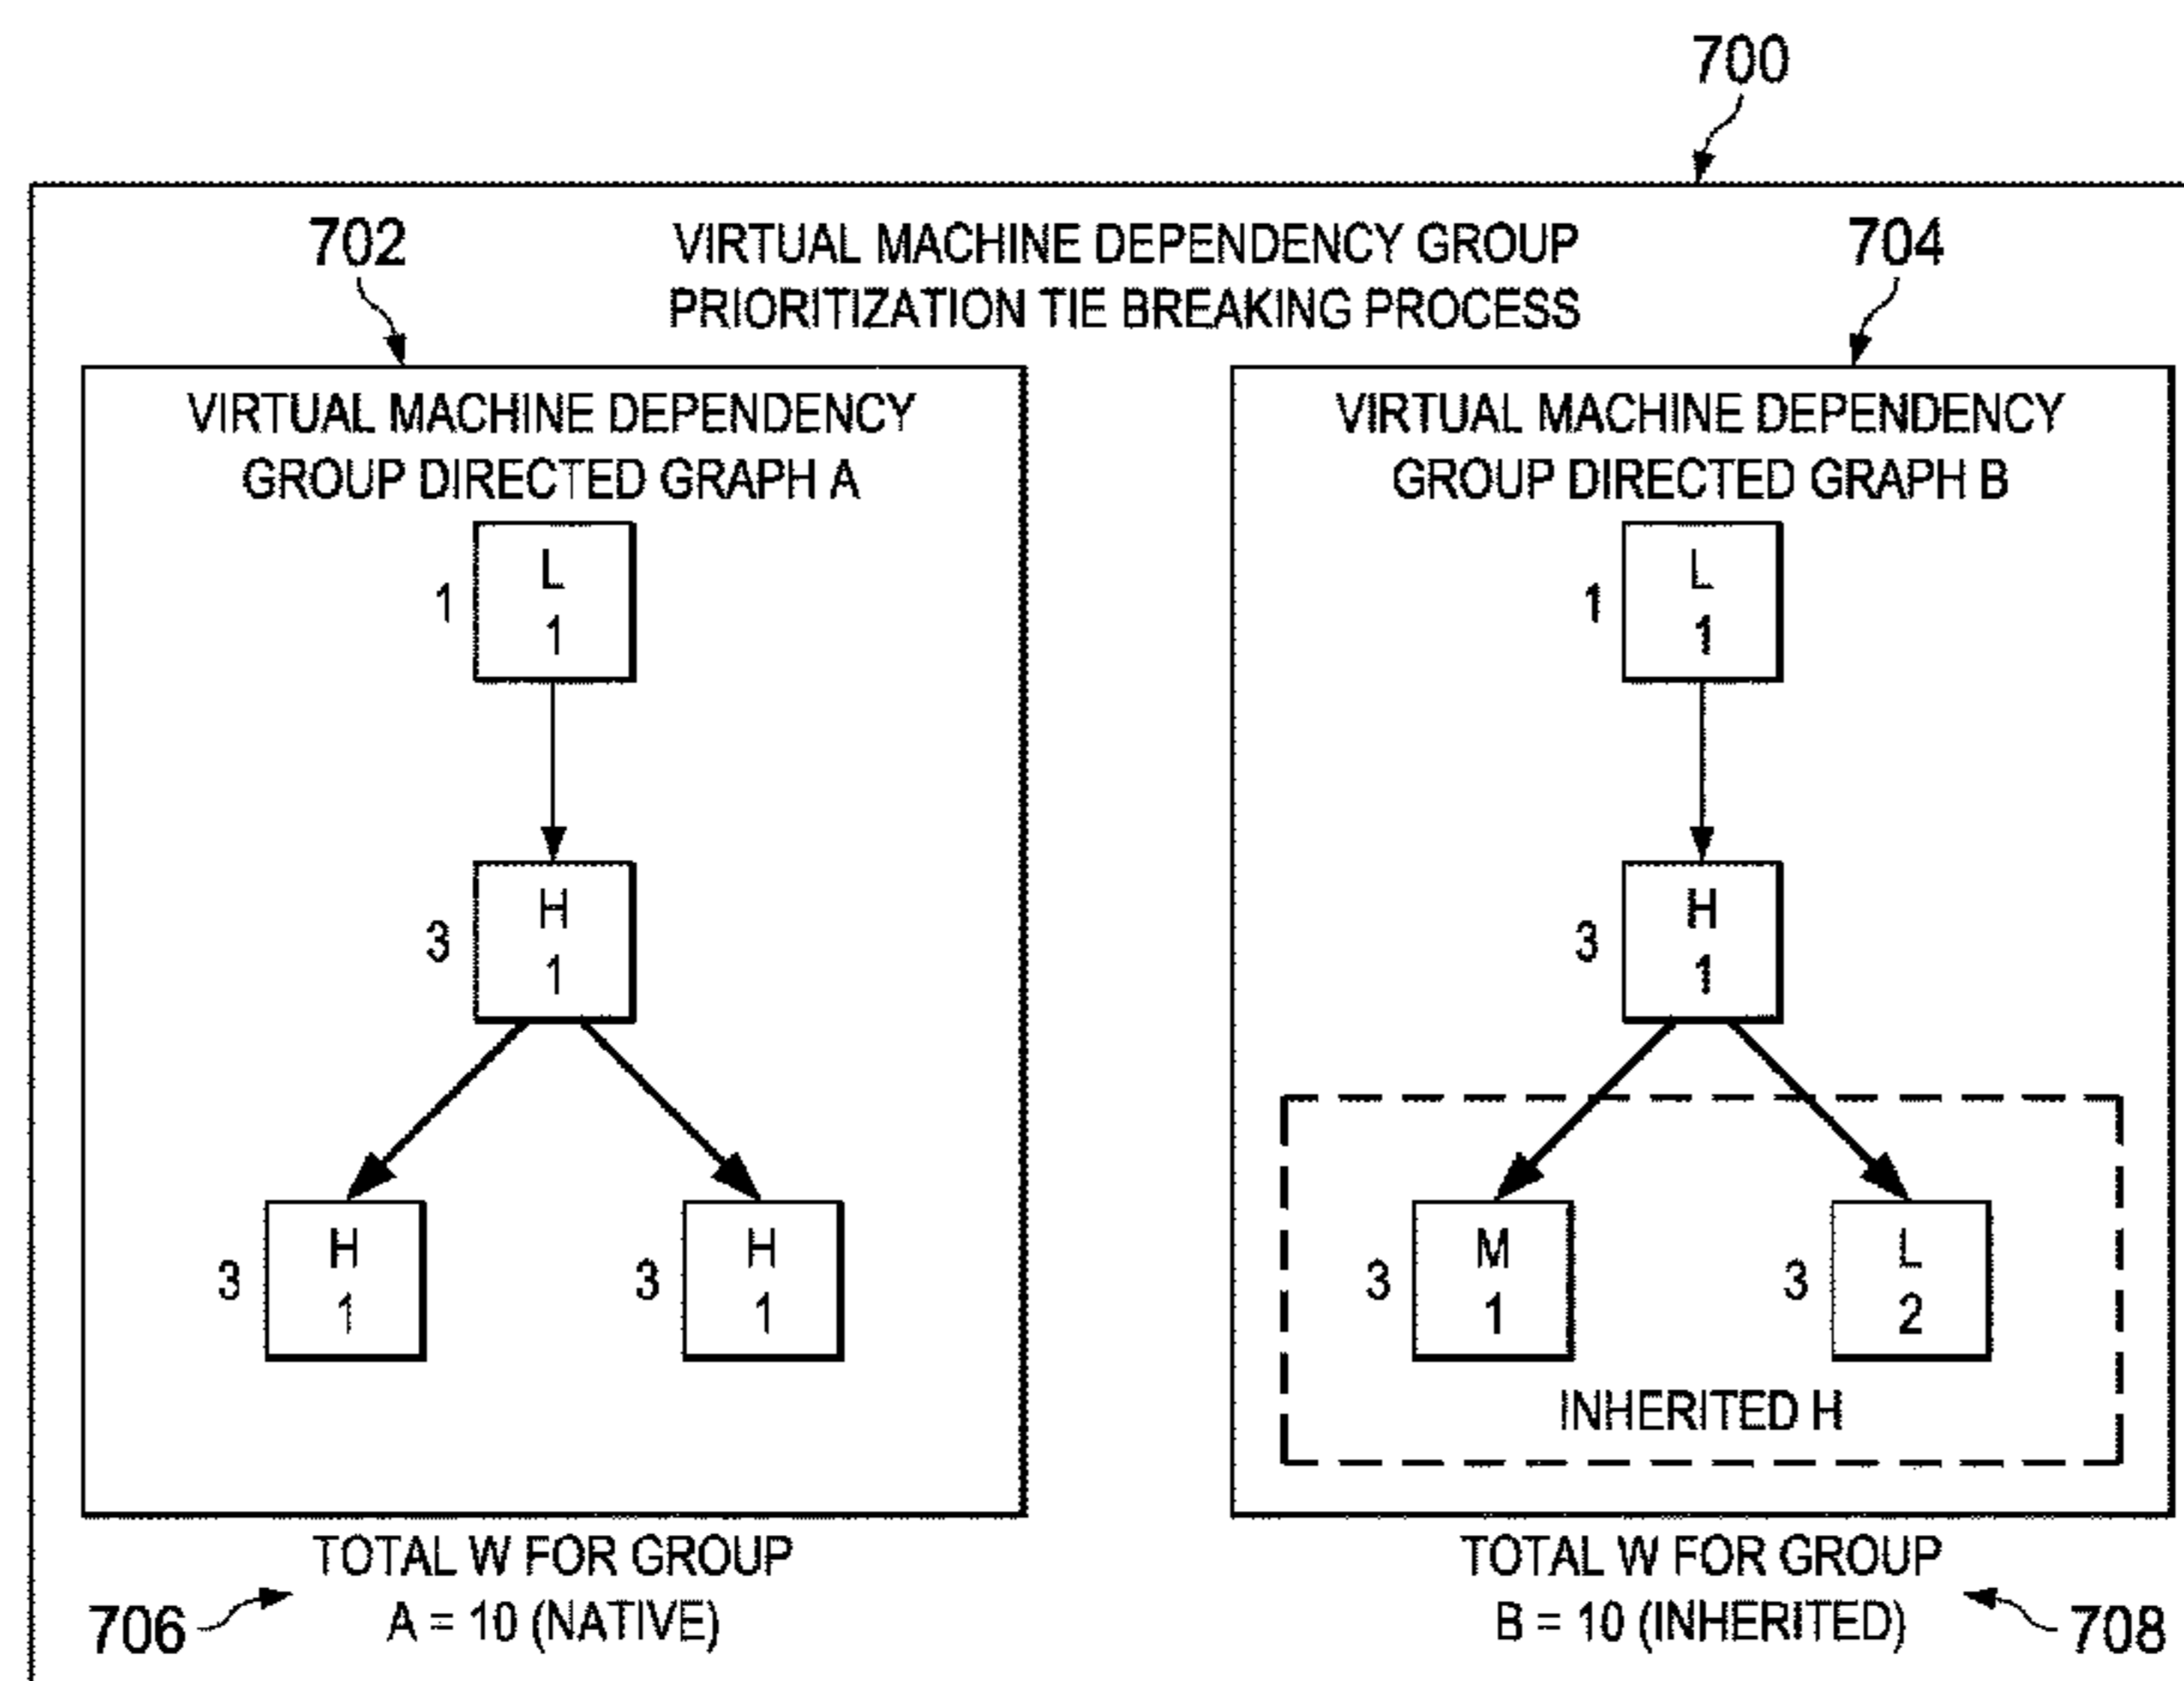 700
702
704
VIRTUAL MACHINE DEPENDENCY GROUP
PRIORITIZATION TIE BREAKING PROCESS
VIRTUAL MACHINE DEPENDENCY
GROUP DIRECTED GRAPH A
1
L
1
3
H
1
3
H
1
3
H
1
TOTAL W FOR GROUP
A = 10 (NATIVE)
706
VIRTUAL MACHINE DEPENDENCY
GROUP DIRECTED GRAPH B
1
L
1
3
H
1
3
M
1
3
L
2
INHERITED H
TOTAL W FOR GROUP
B = 10 (INHERITED)
708